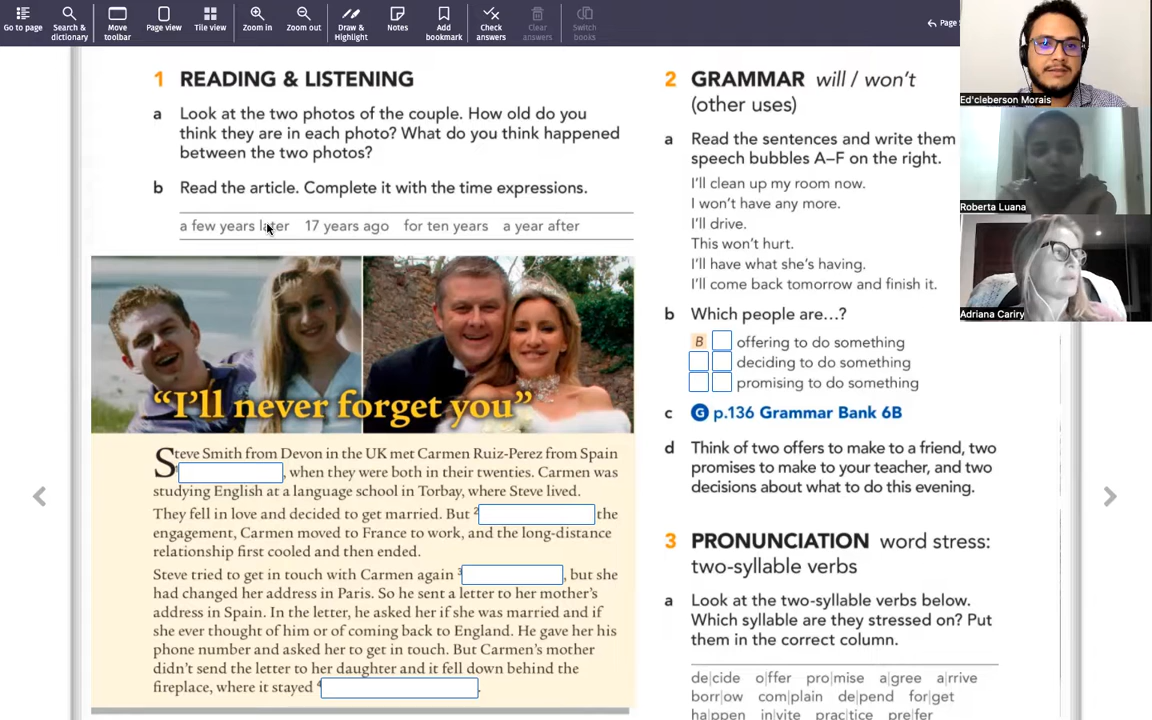 Go to page
Search & dictionary
Move toolbar
Page view
Tile view
Zoom in
Zoom out
Draw & Highlight
Notes
Add bookmark
Check answers
Clear answers
Switch books
Page
Ed'cleberson Morais
Roberta Luana
Adriana Cariry
1 READING & LISTENING
a Look at the two photos of the couple. How old do you
think they are in each photo? What do you think happened
between the two photos?
b Read the article. Complete it with the time expressions.
a few years later 17 years ago for ten years a year after
"I'll never forget you"
Steve Smith from Devon in the UK met Carmen Ruiz-Perez from Spain
, when they were both in their twenties. Carmen was
studying English at a language school in Torbay, where Steve lived.
They fell in love and decided to get married. But 2 the
engagement, Carmen moved to France to work, and the long-distance
relationship first cooled and then ended.
Steve tried to get in touch with Carmen again 3 , but she
had changed her address in Paris. So he sent a letter to her mother's
address in Spain. In the letter, he asked her if she was married and if
she ever thought of him or of coming back to England. He gave her his
phone number and asked her to get in touch. But Carmen's mother
didn't send the letter to her daughter and it fell down behind the
fireplace, where it stayed 4 .
2 GRAMMAR will / won't
(other uses)
a Read the sentences and write them
speech bubbles A–F on the right.
I'll clean up my room now.
I won't have any more.
I'll drive.
This won't hurt.
I'll have what she's having.
I'll come back tomorrow and finish it.
b Which people are…?
B offering to do something
deciding to do something
promising to do something
c G p.136 Grammar Bank 6B
d Think of two offers to make to a friend, two
promises to make to your teacher, and two
decisions about what to do this evening.
3 PRONUNCIATION word stress:
two-syllable verbs
a Look at the two-syllable verbs below.
Which syllable are they stressed on? Put
them in the correct column.
de|cide o|ffer pro|mise a|gree a|rrive
borr|ow com|plain de|pend for|get
ha|ppen in|vite prac|tice pre|fer